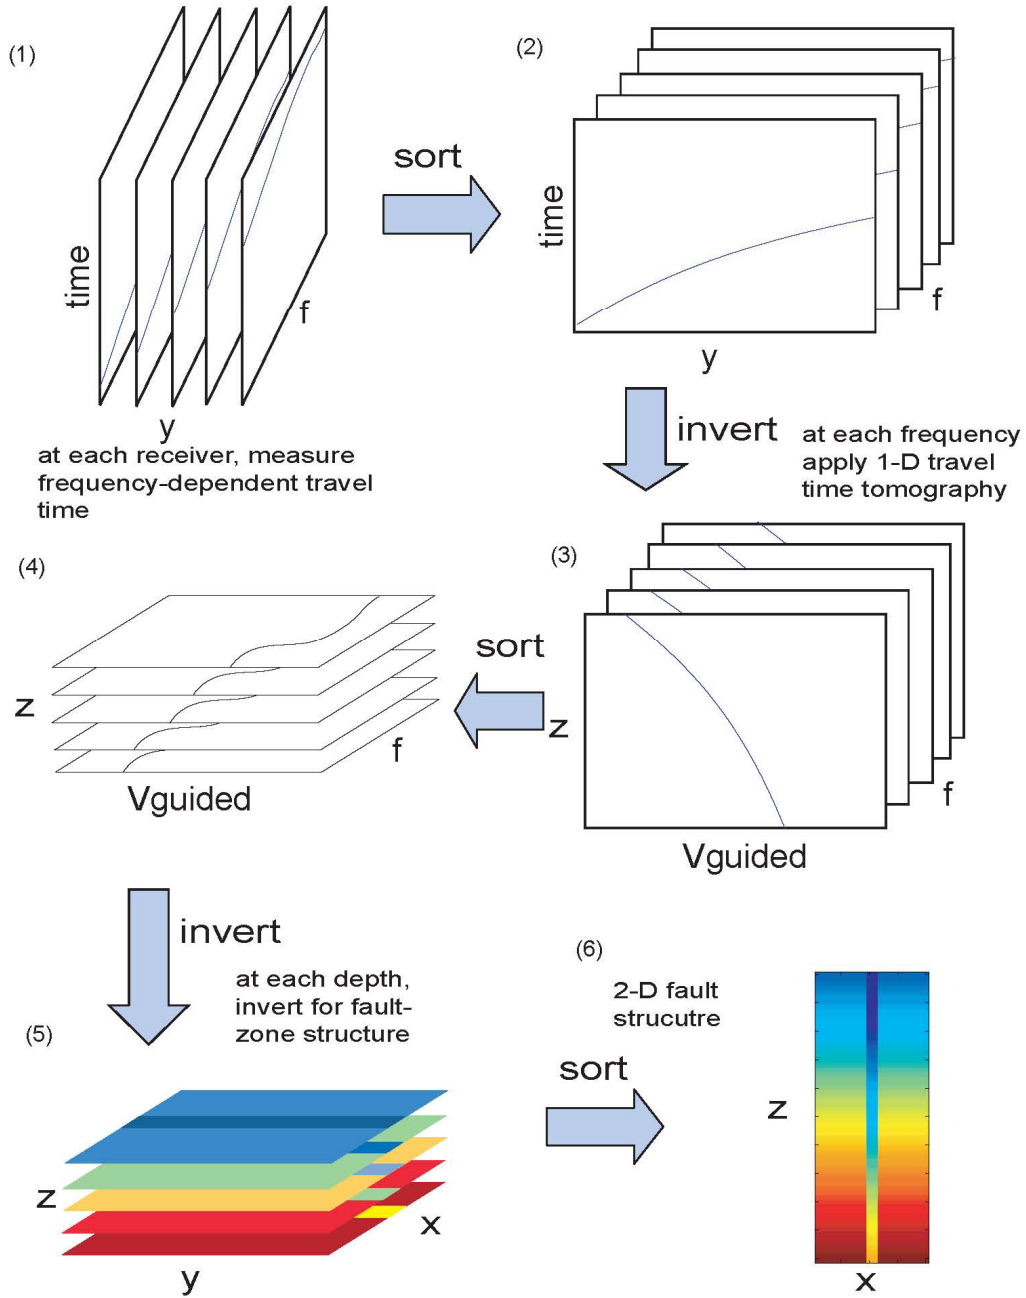 (1)
time
f
y
at each receiver, measure
frequency-dependent travel
time
sort
(2)
time
f
y
invert
at each frequency
apply 1-D travel
time tomography
(3)
z
f
Vguided
sort
(4)
z
f
Vguided
invert
at each depth,
invert for fault-
zone structure
(5)
z
x
y
sort
(6)
2-D fault
strucutre
z
x